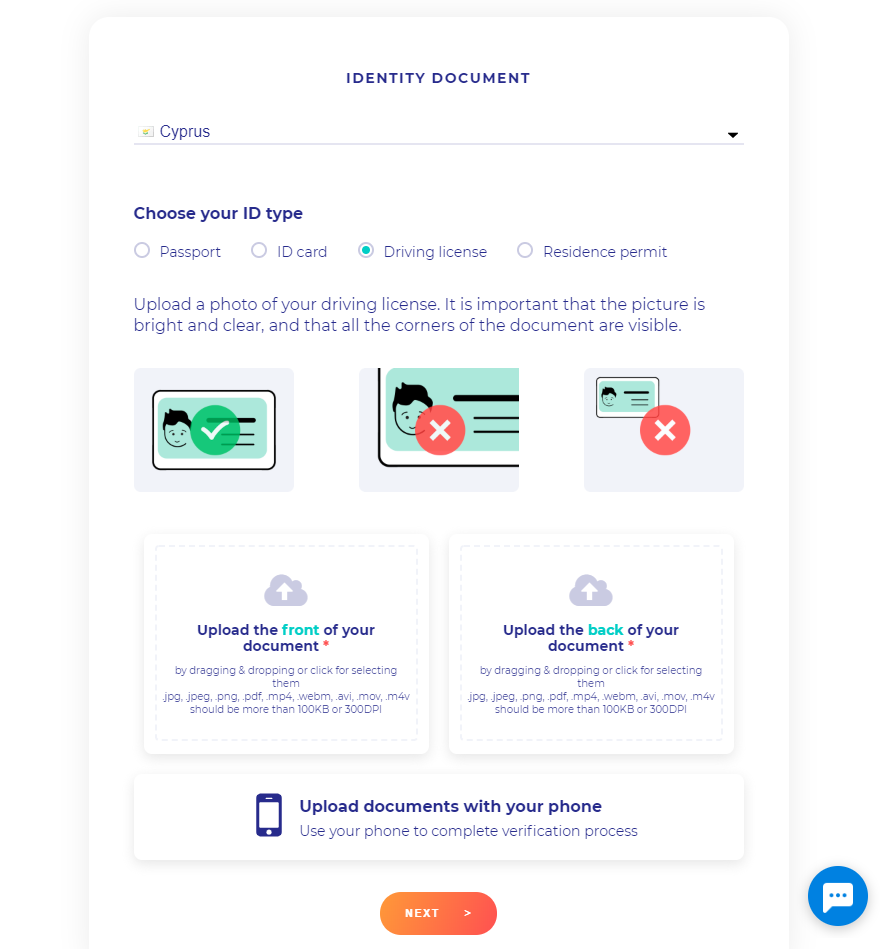 IDENTITY DOCUMENT
Cyprus
Choose your ID type
Passport ID card Driving license Residence permit
Upload a photo of your driving license. It is important that the picture is
bright and clear, and that all the corners of the document are visible.
Upload the front of your
document *
by dragging & dropping or click for selecting
them
.jpg, .jpeg, .png, .pdf, .mp4, .webm, .avi, .mov, .m4v
should be more than 100KB or 300DPI
Upload the back of your
document *
by dragging & dropping or click for selecting
them
.jpg, .jpeg, .png, .pdf, .mp4, .webm, .avi, .mov, .m4v
should be more than 100KB or 300DPI
Upload documents with your phone
Use your phone to complete verification process
NEXT >